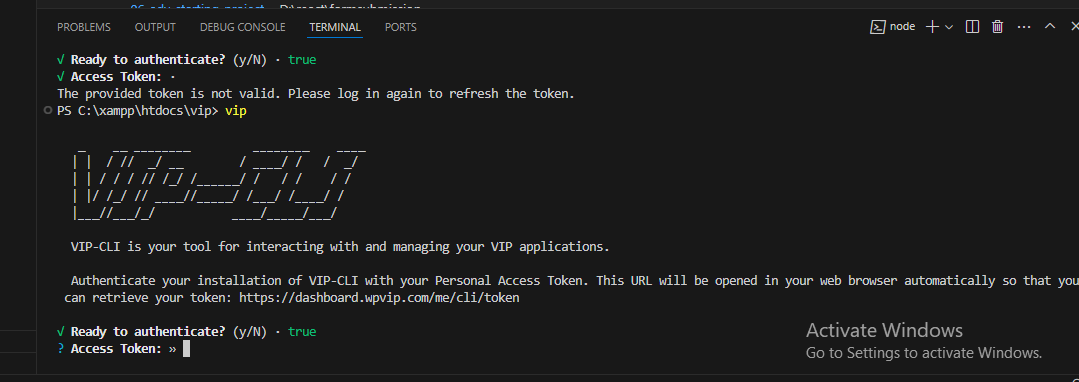 PROBLEMS OUTPUT DEBUG CONSOLE TERMINAL PORTS node
√ Ready to authenticate? (y/N) · true
√ Access Token: ·
The provided token is not valid. Please log in again to refresh the token.
PS C:\xampp\htdocs\vip> vip
VIP-CLI is your tool for interacting with and managing your VIP applications.
Authenticate your installation of VIP-CLI with your Personal Access Token. This URL will be opened in your web browser automatically so that you
can retrieve your token: https://dashboard.wpvip.com/me/cli/token
√ Ready to authenticate? (y/N) · true
? Access Token: »
Activate Windows
Go to Settings to activate Windows.